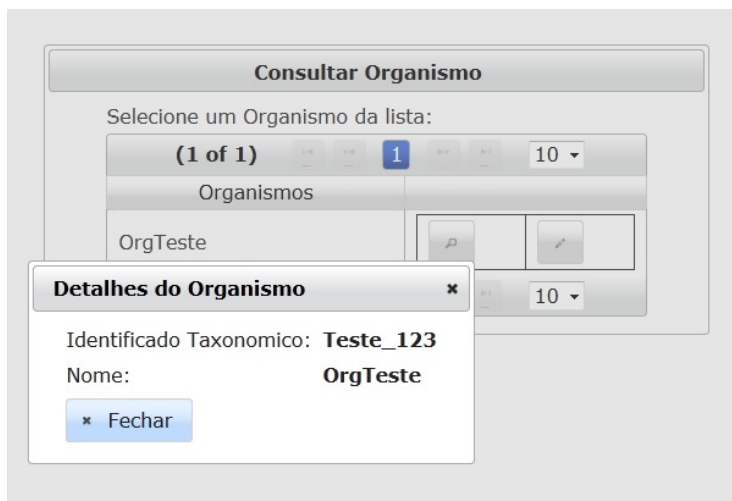 Consultar Organismo
Selecione um Organismo da lista:
(1 of 1) 1 10
Organismos
OrgTeste
10
Detalhes do Organismo
Identificado Taxonomico: Teste_123
Nome: OrgTeste
Fechar